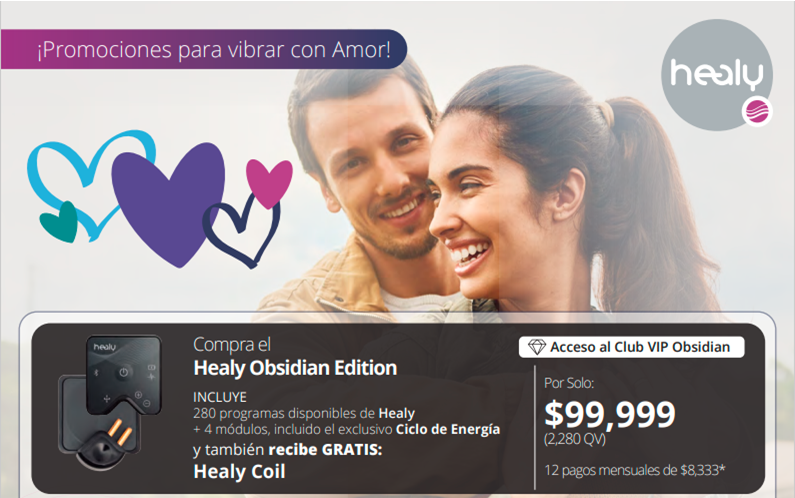 ¡Promociones para vibrar con Amor!
healy
healy
Compra el
Healy Obsidian Edition
INCLUYE
280 programas disponibles de Healy
+ 4 módulos, incluido el exclusivo Ciclo de Energía
y también recibe GRATIS:
Healy Coil
Acceso al Club VIP Obsidian
Por Solo:
$99,999
(2,280 QV)
12 pagos mensuales de $8,333*